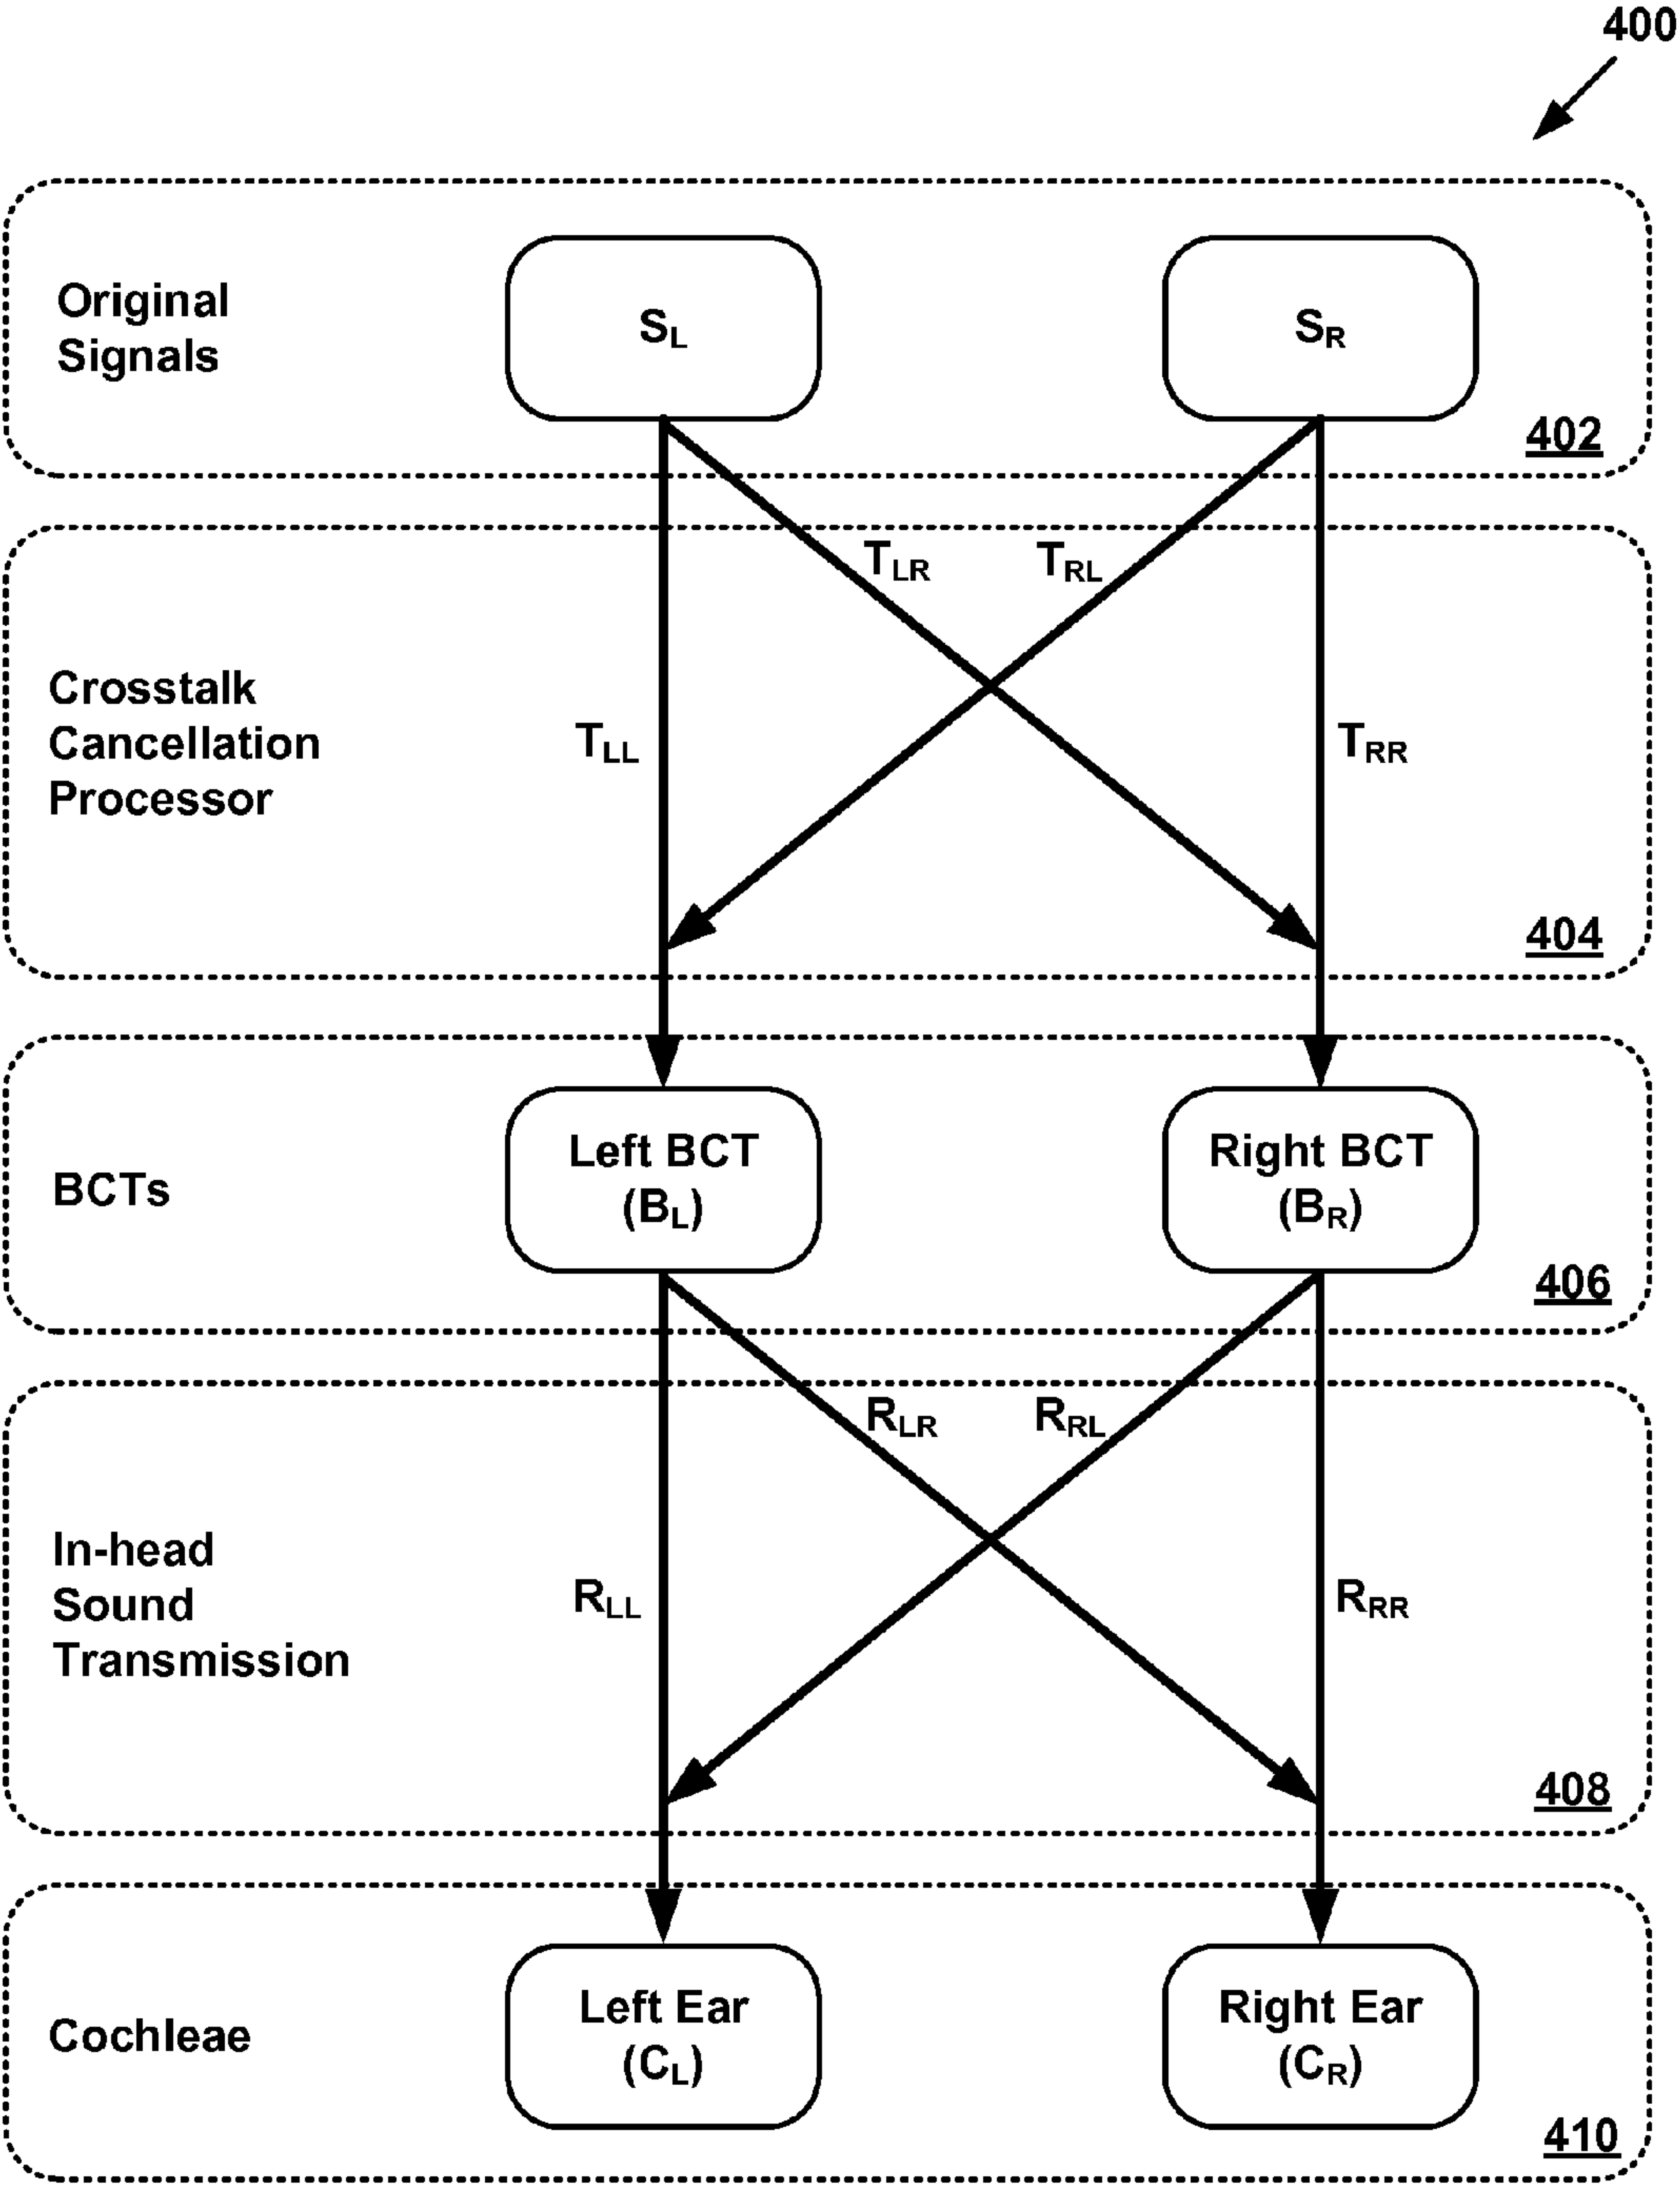 400
Original
Signals
SL
SR
402
TLR
TRL
Crosstalk
Cancellation
Processor
TLL
TRR
404
BCTs
Left BCT
(BL)
Right BCT
(BR)
406
RLR
RRL
In-head
Sound
Transmission
RLL
RRR
408
Cochleae
Left Ear
(CL)
Right Ear
(CR)
410